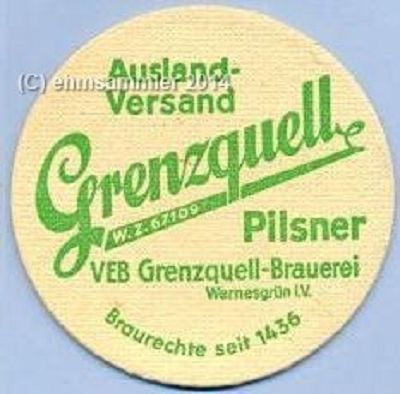 Ausland-
(C) ehmsammler 2014
Versand
Grenzquell
W.Z. 67109
Pilsner
VEB Grenzquell-Brauerei
Wernesgrün i.V.
Braurechte seit 1436